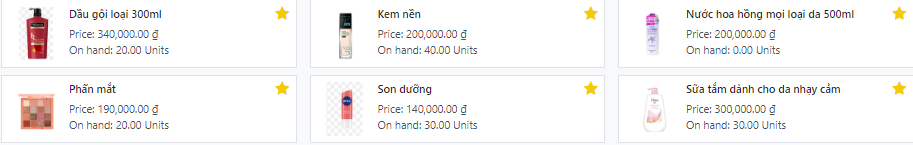 Dầu gội loại 300ml
Price: 340,000.00 ₫
On hand: 20.00 Units
Kem nền
Price: 200,000.00 ₫
On hand: 40.00 Units
Nước hoa hồng mọi loại da 500ml
Price: 200,000.00 ₫
On hand: 0.00 Units
Phấn mắt
Price: 190,000.00 ₫
On hand: 20.00 Units
Son dưỡng
Price: 140,000.00 ₫
On hand: 30.00 Units
Sữa tắm dành cho da nhạy cảm
Price: 300,000.00 ₫
On hand: 30.00 Units